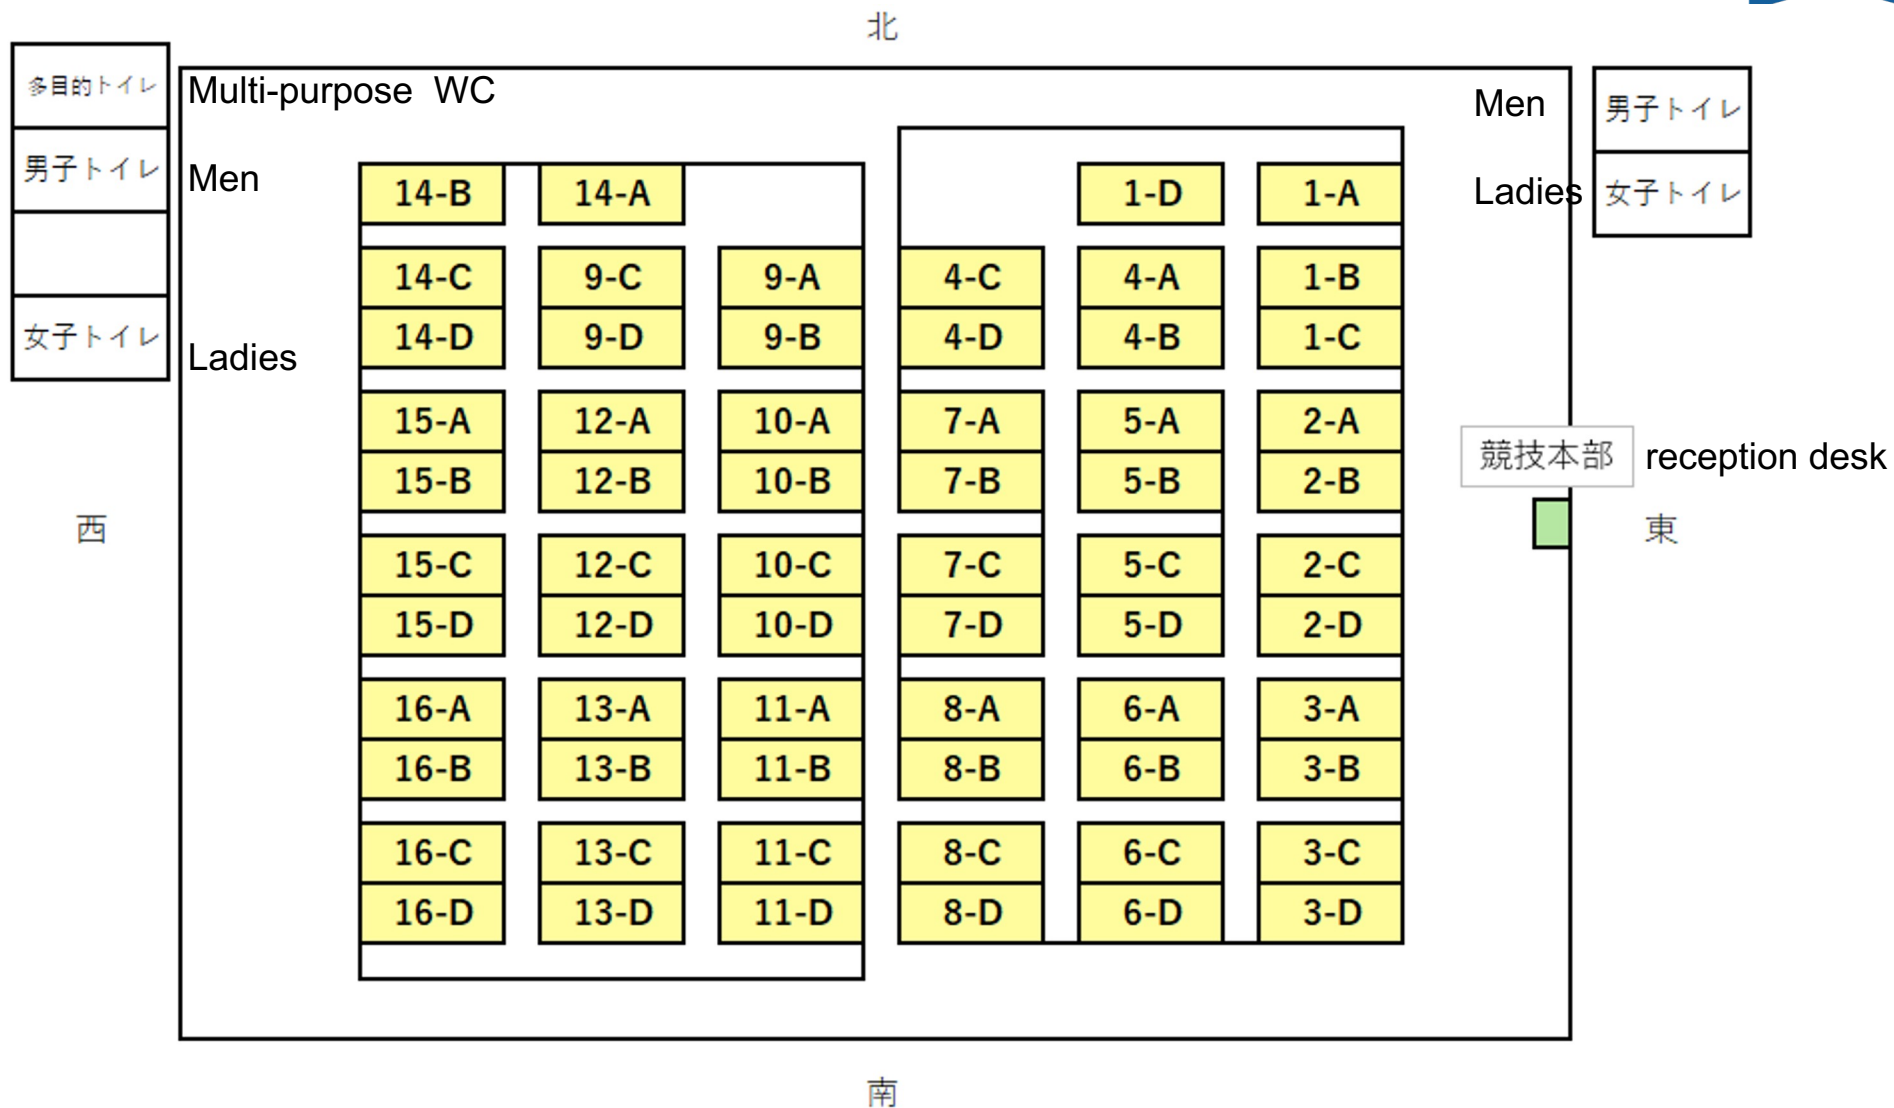 北
多目的トイレ Multi-purpose WC
Men 男子トイレ
男子トイレ Men
Ladies 女子トイレ
14-B 14-A 1-D 1-A
14-C 9-C 9-A 4-C 4-A 1-B
女子トイレ Ladies
14-D 9-D 9-B 4-D 4-B 1-C
15-A 12-A 10-A 7-A 5-A 2-A
競技本部 reception desk
15-B 12-B 10-B 7-B 5-B 2-B
西 東
15-C 12-C 10-C 7-C 5-C 2-C
15-D 12-D 10-D 7-D 5-D 2-D
16-A 13-A 11-A 8-A 6-A 3-A
16-B 13-B 11-B 8-B 6-B 3-B
16-C 13-C 11-C 8-C 6-C 3-C
16-D 13-D 11-D 8-D 6-D 3-D
南